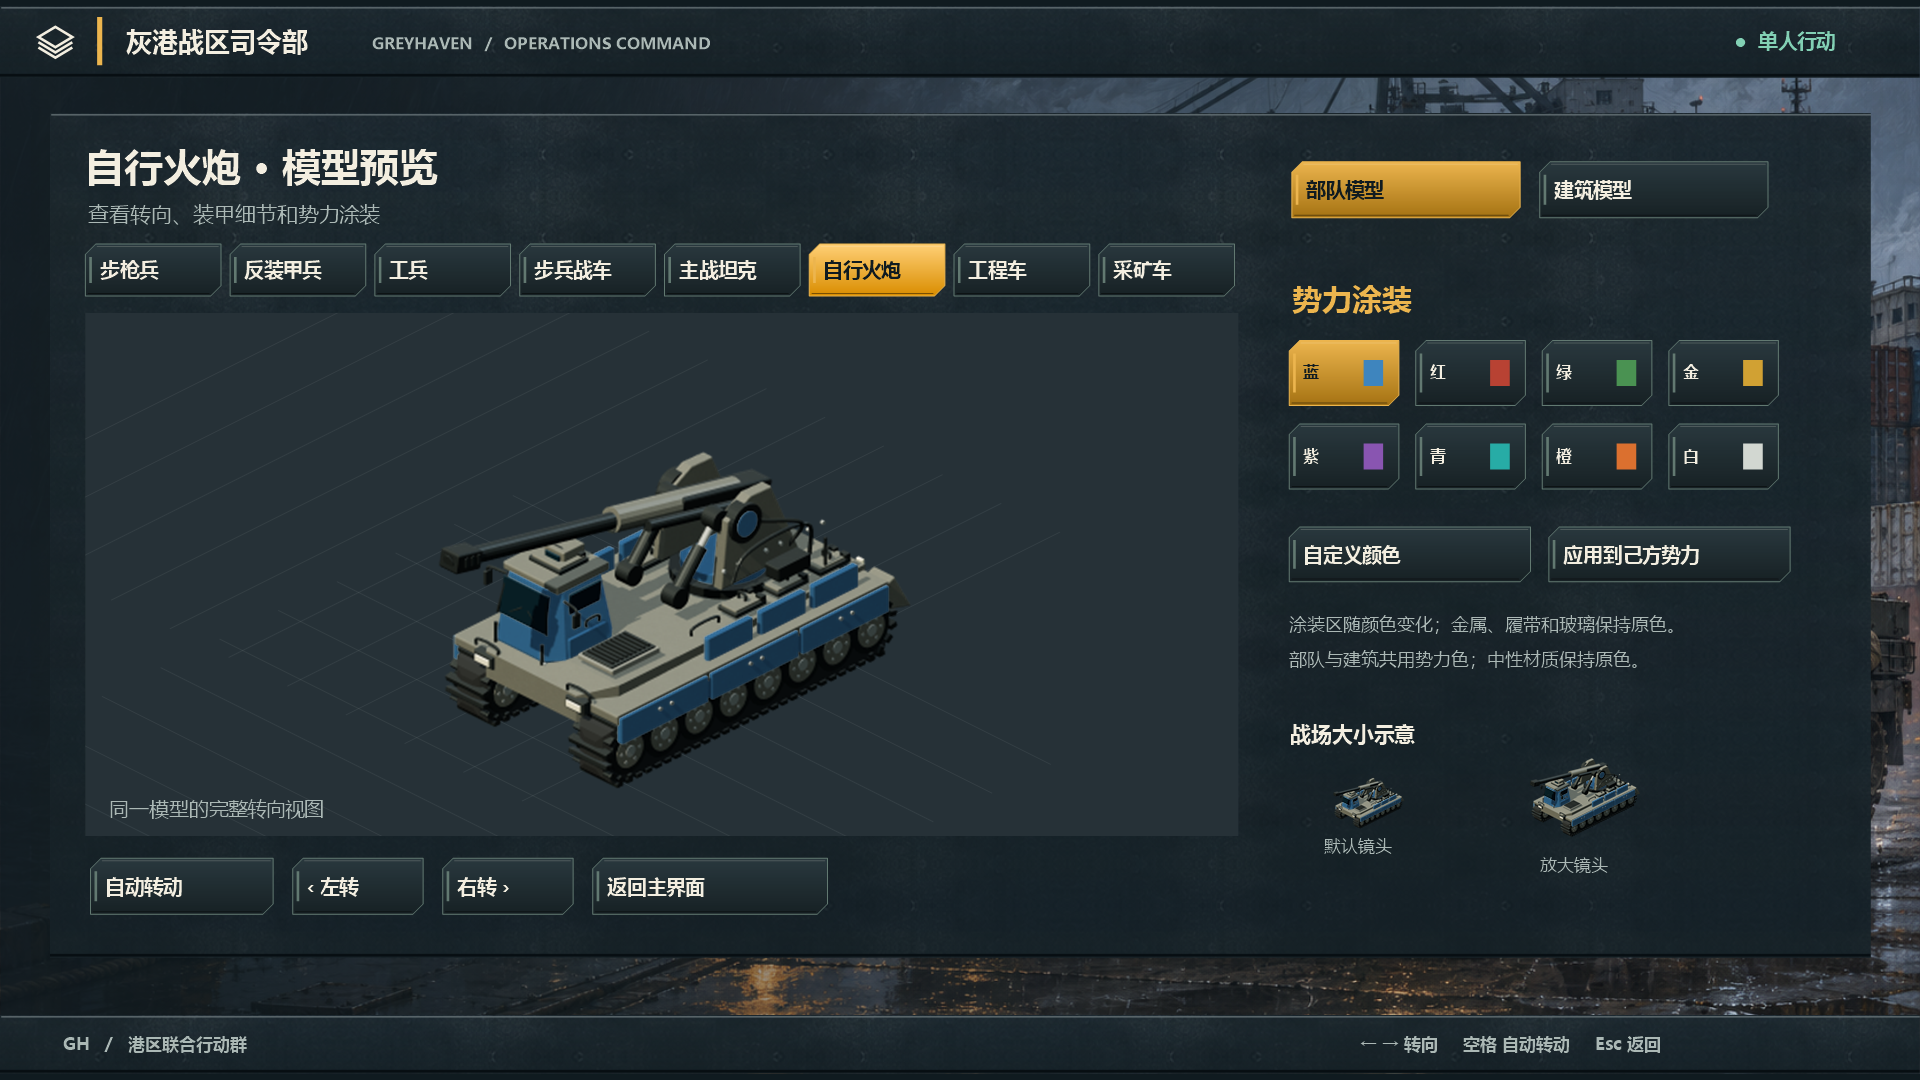 灰港战区司令部 GREYHAVEN / OPERATIONS COMMAND
● 单人行动
自行火炮·模型预览
查看转向、装甲细节和势力涂装
步枪兵 反装甲兵 工兵 步兵战车 主战坦克 自行火炮 工程车 采矿车
同一模型的完整转向视图
自动转动 ‹ 左转 右转 › 返回主界面
部队模型 建筑模型
势力涂装
蓝 红 绿 金
紫 青 橙 白
自定义颜色 应用到己方势力
涂装区随颜色变化；金属、履带和玻璃保持原色。
部队与建筑共用势力色；中性材质保持原色。
战场大小示意
默认镜头
放大镜头
GH / 港区联合行动群
←→ 转向 空格 自动转动 Esc 返回